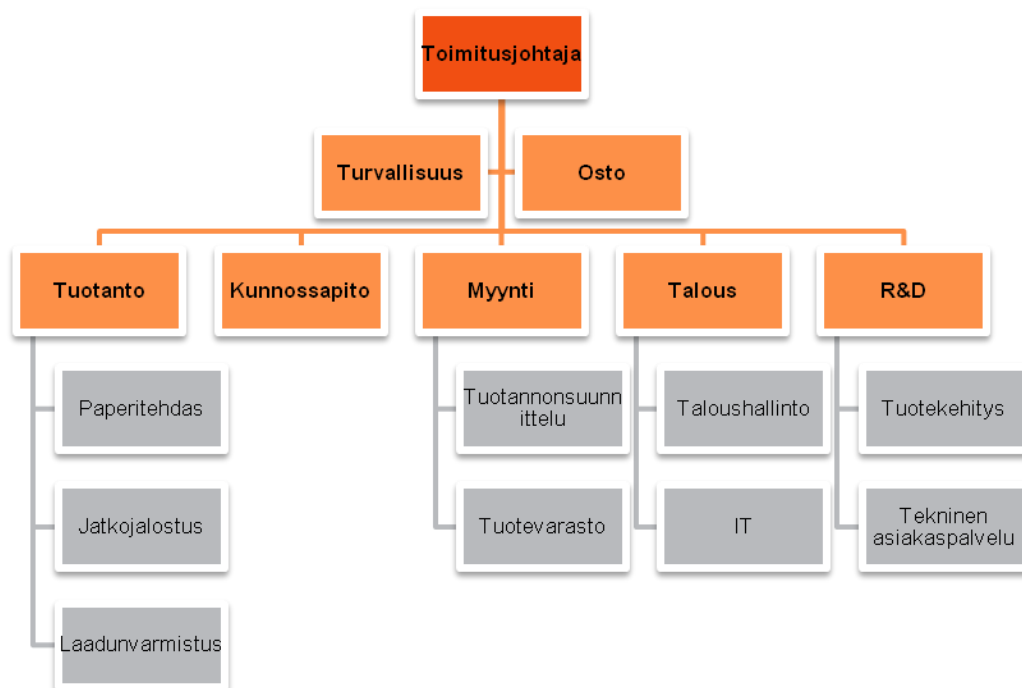 Toimitusjohtaja
Turvallisuus
Osto
Tuotanto
Kunnossapito
Myynti
Talous
R&D
Paperitehdas
Tuotannonsuunn
ittelu
Taloushallinto
Tuotekehitys
Jatkojalostus
Tuotevarasto
IT
Tekninen
asiakaspalvelu
Laadunvarmistus